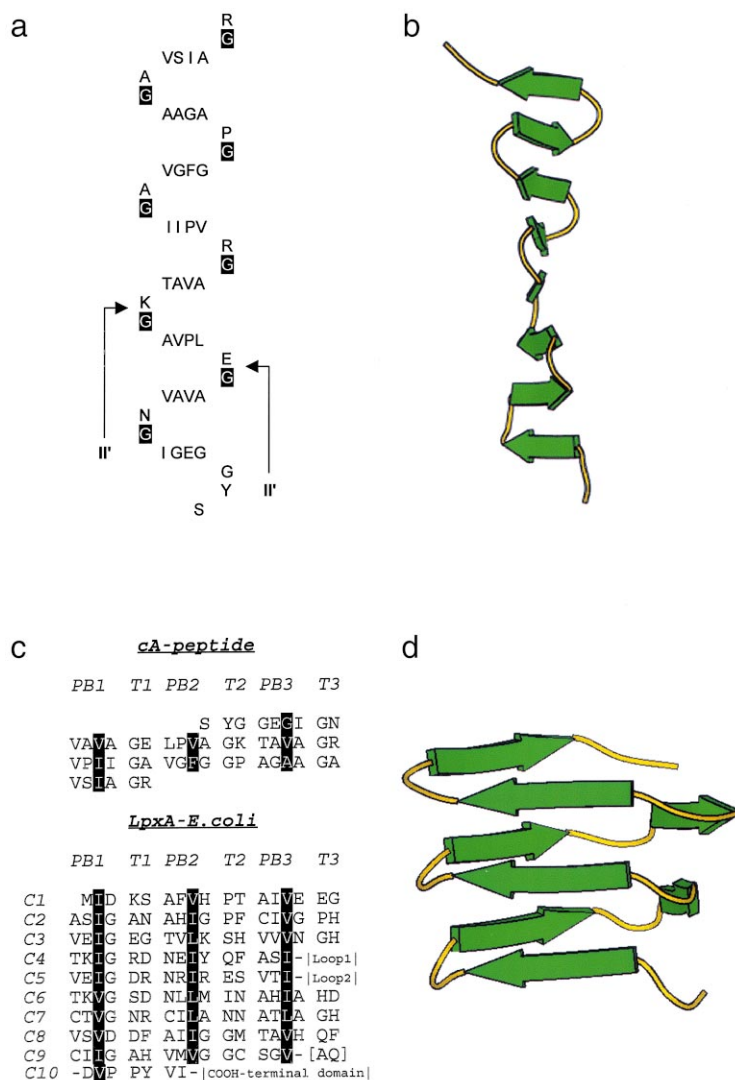 a
R
G
VSIA
A
G
AAGA
P
G
VGFG
A
G
IIPV
R
G
TAVA
K
G
AVPL
E
G
VAVA
N
G
IGEG
G
II' II'
Y
S
b
c
cA-peptide
PB1 T1 PB2 T2 PB3 T3
S YG GEGIG GN
VAVA GE LPVA GK TAVA GR
VPII GA VGFG GP AGAA GA
VSIA GR
LpxA-E.coli
PB1 T1 PB2 T2 PB3 T3
C1 MID KS AFVH PT AIVE EG
C2 ASIG AN AHIG PF CIVG PH
C3 VEIG EG TVLK SH VVVN GH
C4 TKIG RD NEIY QF ASI-|Loop1|
C5 VEIG DR NRIR ES VTI-|Loop2|
C6 TKVG SD NLLM IN AHIA HD
C7 CTVG NR CILA NN ATLA GH
C8 VSVD DF AIIG GM TAVH QF
C9 CIIG AH VMVG GC SGV-[AQ]
C10 -DVP PY VI-|COOH-terminal domain|
d